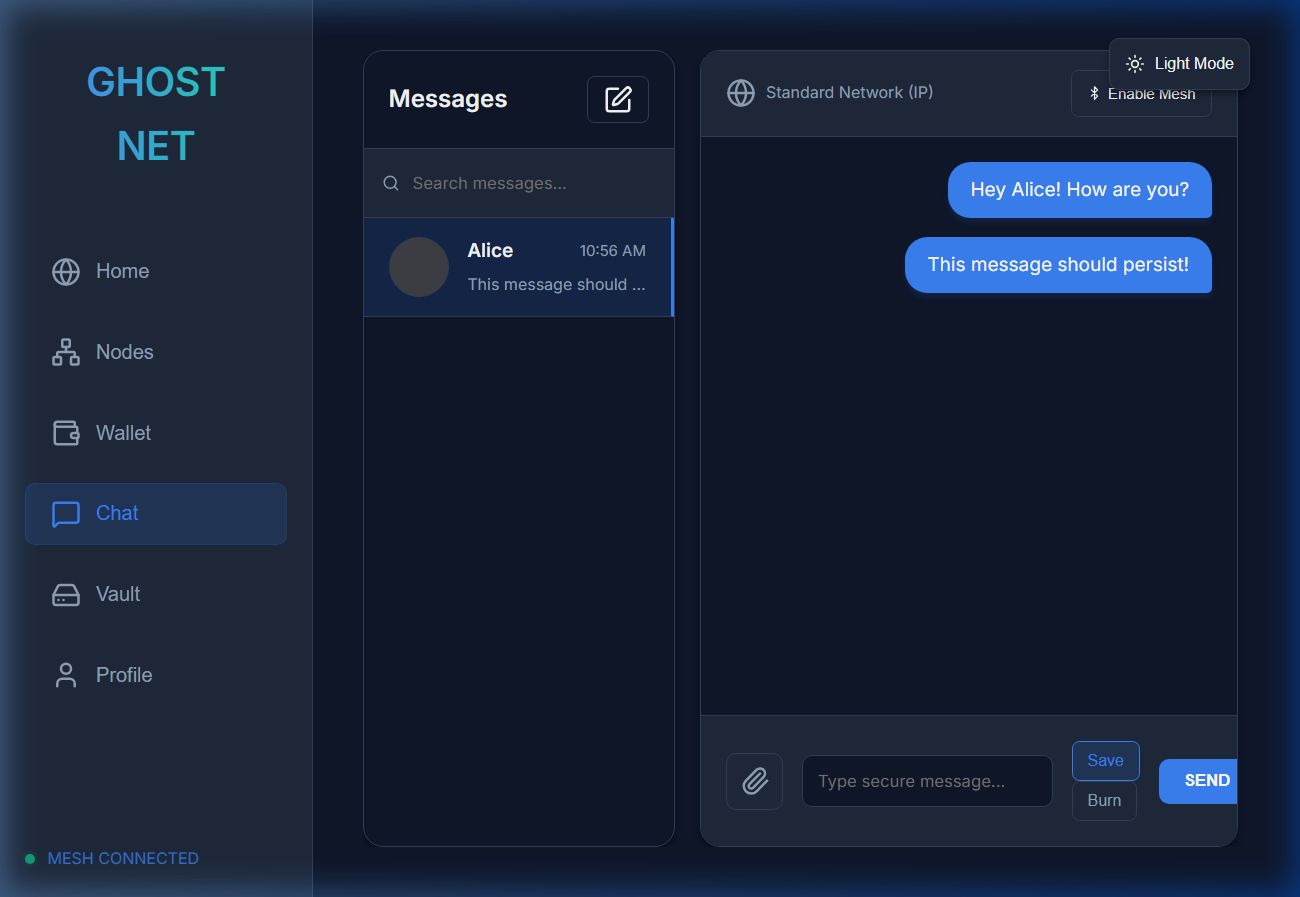 GHOST
NET
Home
Nodes
Wallet
Chat
Vault
Profile
MESH CONNECTED
Messages
Search messages...
Alice
10:56 AM
This message should ...
Standard Network (IP)
Light Mode
Enable Mesh
Hey Alice! How are you?
This message should persist!
Type secure message...
Save
Burn
SEND